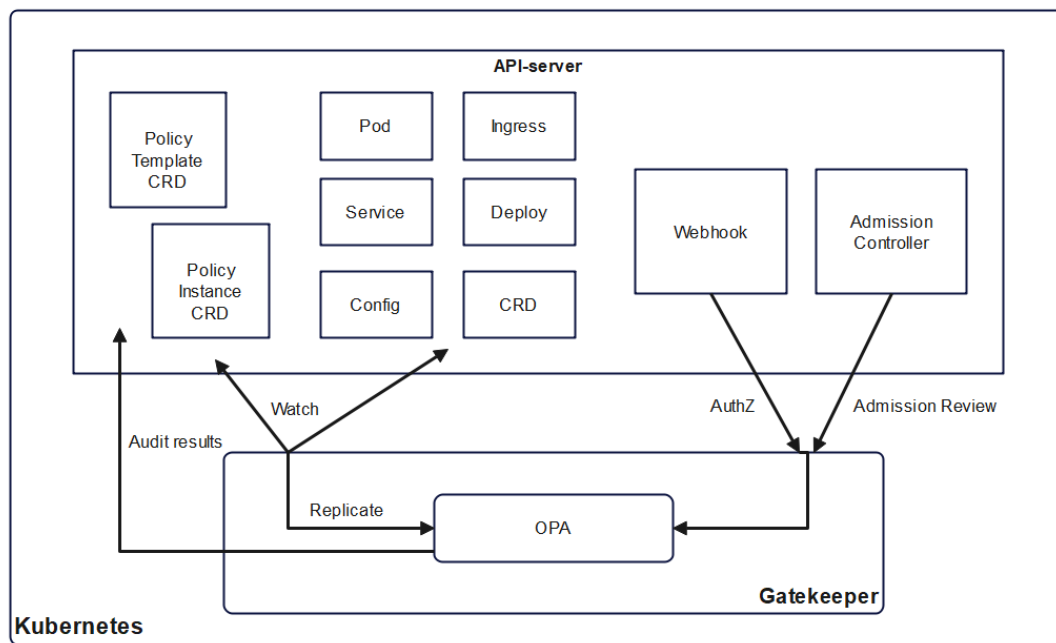 API-server
Policy
Template
CRD
Pod
Ingress
Service
Deploy
Webhook
Admission
Controller
Policy
Instance
CRD
Config
CRD
Watch
AuthZ
Admission Review
Audit results
Replicate
OPA
Gatekeeper
Kubernetes